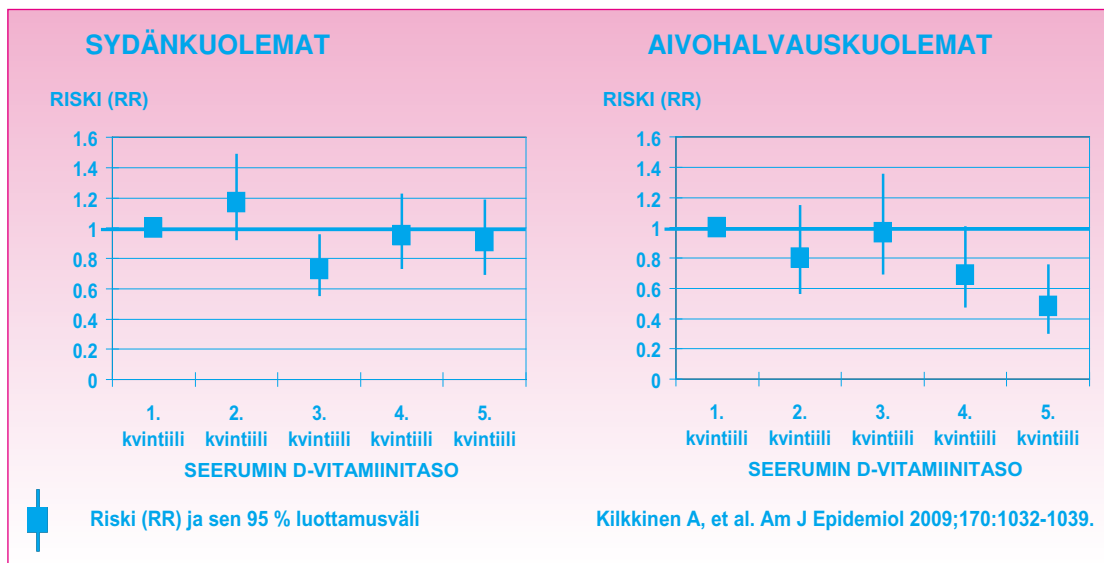 SYDÄNKUOLEMAT
RISKI (RR)
1.6
1.4
1.2
1
0.8
0.6
0.4
0.2
0
1. 2. 3. 4. 5.
kvintiili kvintiili kvintiili kvintiili kvintiili
SEERUMIN D-VITAMIINITASO
AIVOHALVAUSKUOLEMAT
RISKI (RR)
1.6
1.4
1.2
1
0.8
0.6
0.4
0.2
0
1. 2. 3. 4. 5.
kvintiili kvintiili kvintiili kvintiili kvintiili
SEERUMIN D-VITAMIINITASO
Riski (RR) ja sen 95 % luottamusväli
Kilkkinen A, et al. Am J Epidemiol 2009;170:1032-1039.